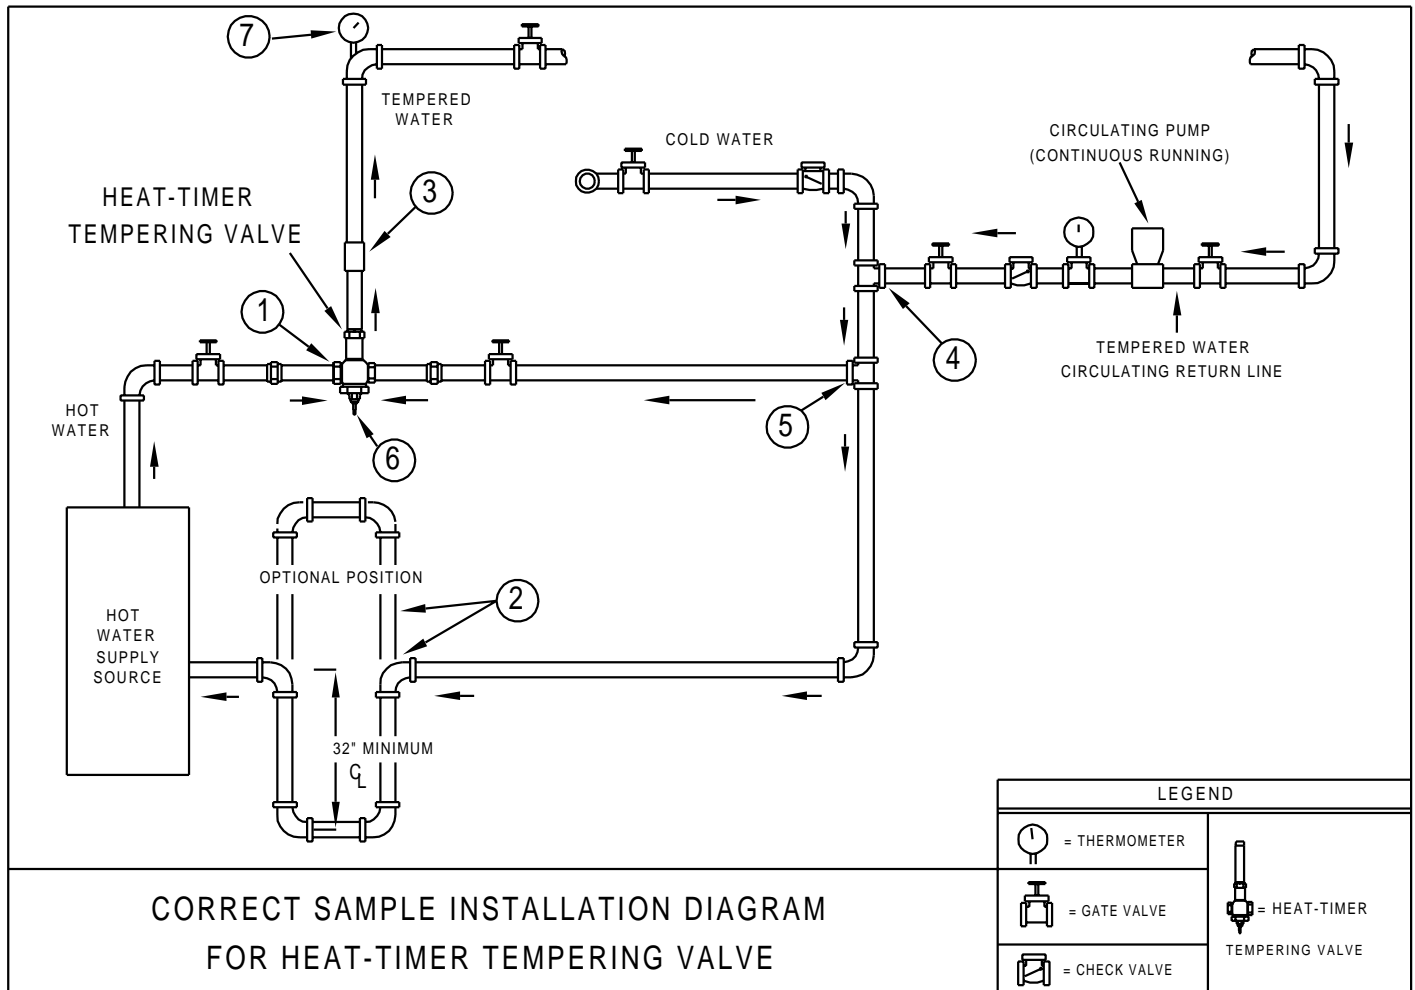 7
TEMPERED
WATER
COLD WATER
CIRCULATING PUMP
(CONTINUOUS RUNNING)
HEAT-TIMER
TEMPERING VALVE
3
1
4
TEMPERED WATER
CIRCULATING RETURN LINE
HOT
WATER
5
6
OPTIONAL POSITION
2
HOT
WATER
SUPPLY
SOURCE
32" MINIMUM
CL
LEGEND
= THERMOMETER
= GATE VALVE
= CHECK VALVE
= HEAT-TIMER
TEMPERING VALVE
CORRECT SAMPLE INSTALLATION DIAGRAM
FOR HEAT-TIMER TEMPERING VALVE